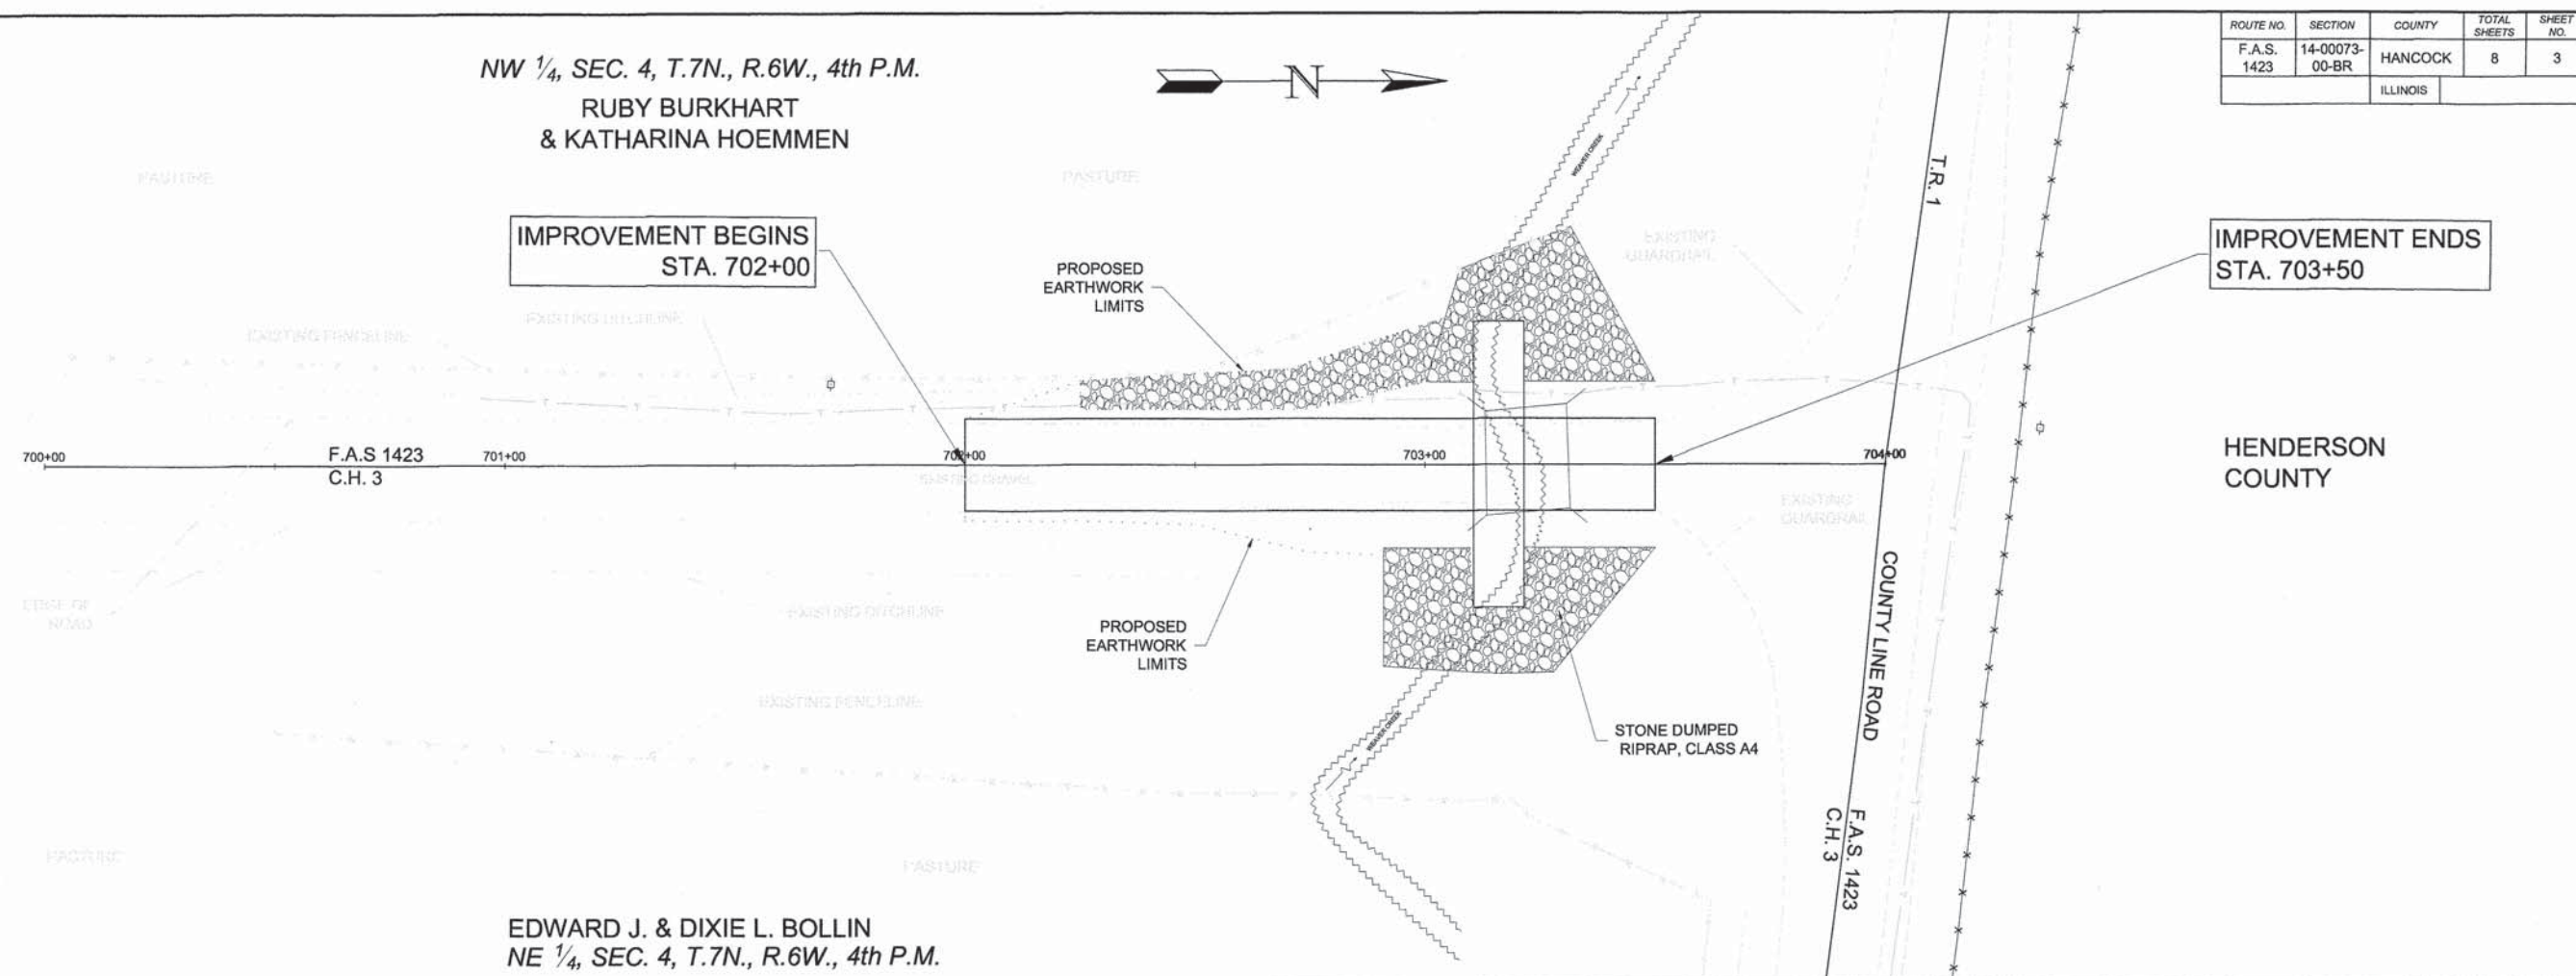 ROUTE NO. SECTION COUNTY TOTAL SHEETS SHEET NO.
F.A.S. 1423 14-00073-00-BR HANCOCK 8 3
ILLINOIS
NW 1/4, SEC. 4, T.7N., R.6W., 4th P.M.
RUBY BURKHART
& KATHARINA HOEMMEN
N
PASTURE
PASTURE
WEAVER CREEK
T.R. 1
IMPROVEMENT BEGINS
STA. 702+00
IMPROVEMENT ENDS
STA. 703+50
PROPOSED
EARTHWORK
LIMITS
EXISTING
GUARDRAIL
EXISTING FENCELINE
EXISTING DITCHLINE
700+00
F.A.S 1423
C.H. 3
701+00
702+00
703+00
704+00
EXISTING GRAVEL
EXISTING
GUARDRAIL
HENDERSON
COUNTY
EDGE OF
ROAD
EXISTING DITCHLINE
PROPOSED
EARTHWORK
LIMITS
COUNTY LINE ROAD
EXISTING FENCELINE
WEAVER CREEK
STONE DUMPED
RIPRAP, CLASS A4
F.A.S. 1423
C.H. 3
PASTURE
PASTURE
EDWARD J. & DIXIE L. BOLLIN
NE 1/4, SEC. 4, T.7N., R.6W., 4th P.M.